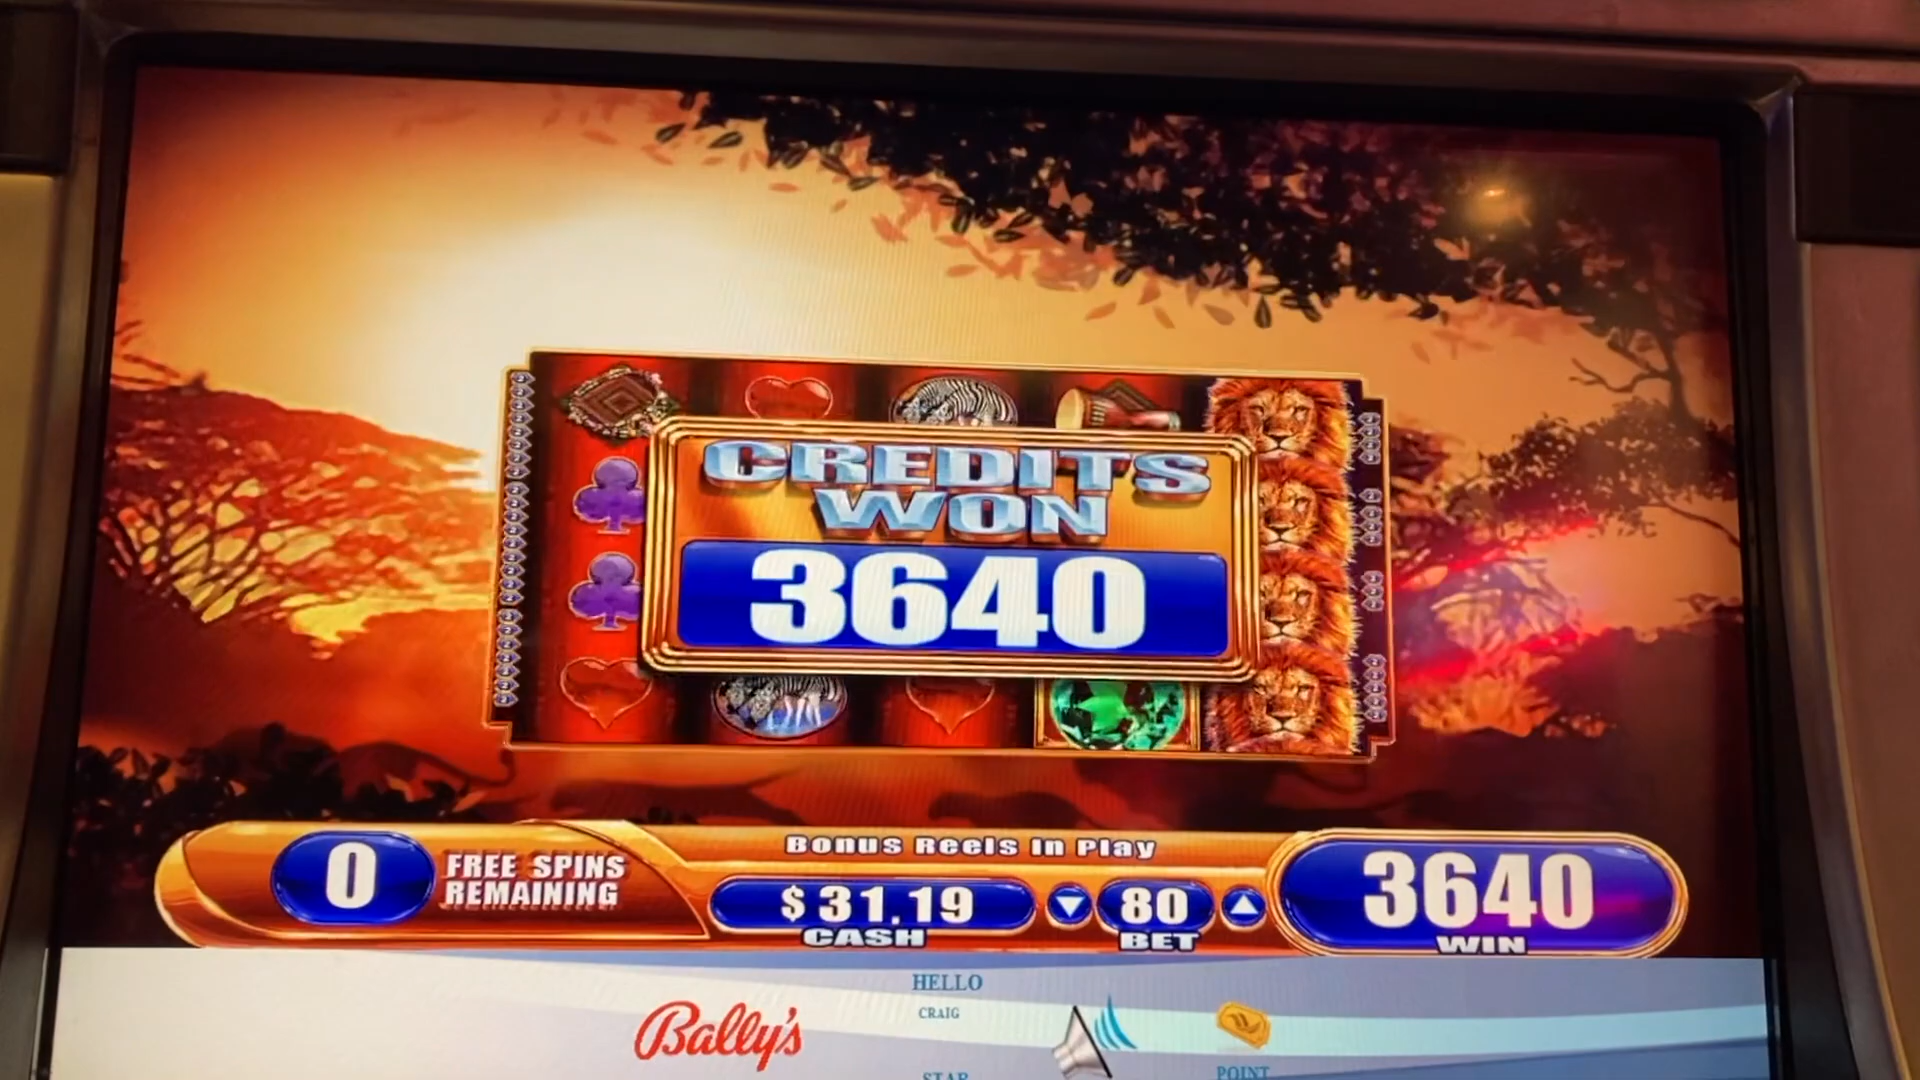 CREDITS
WON
3640
0
FREE SPINS
REMAINING
Bonus Reels In Play
$31.19
CASH
80
BET
3640
WIN
HELLO
CRAIG
Bally's
STAR
POINT